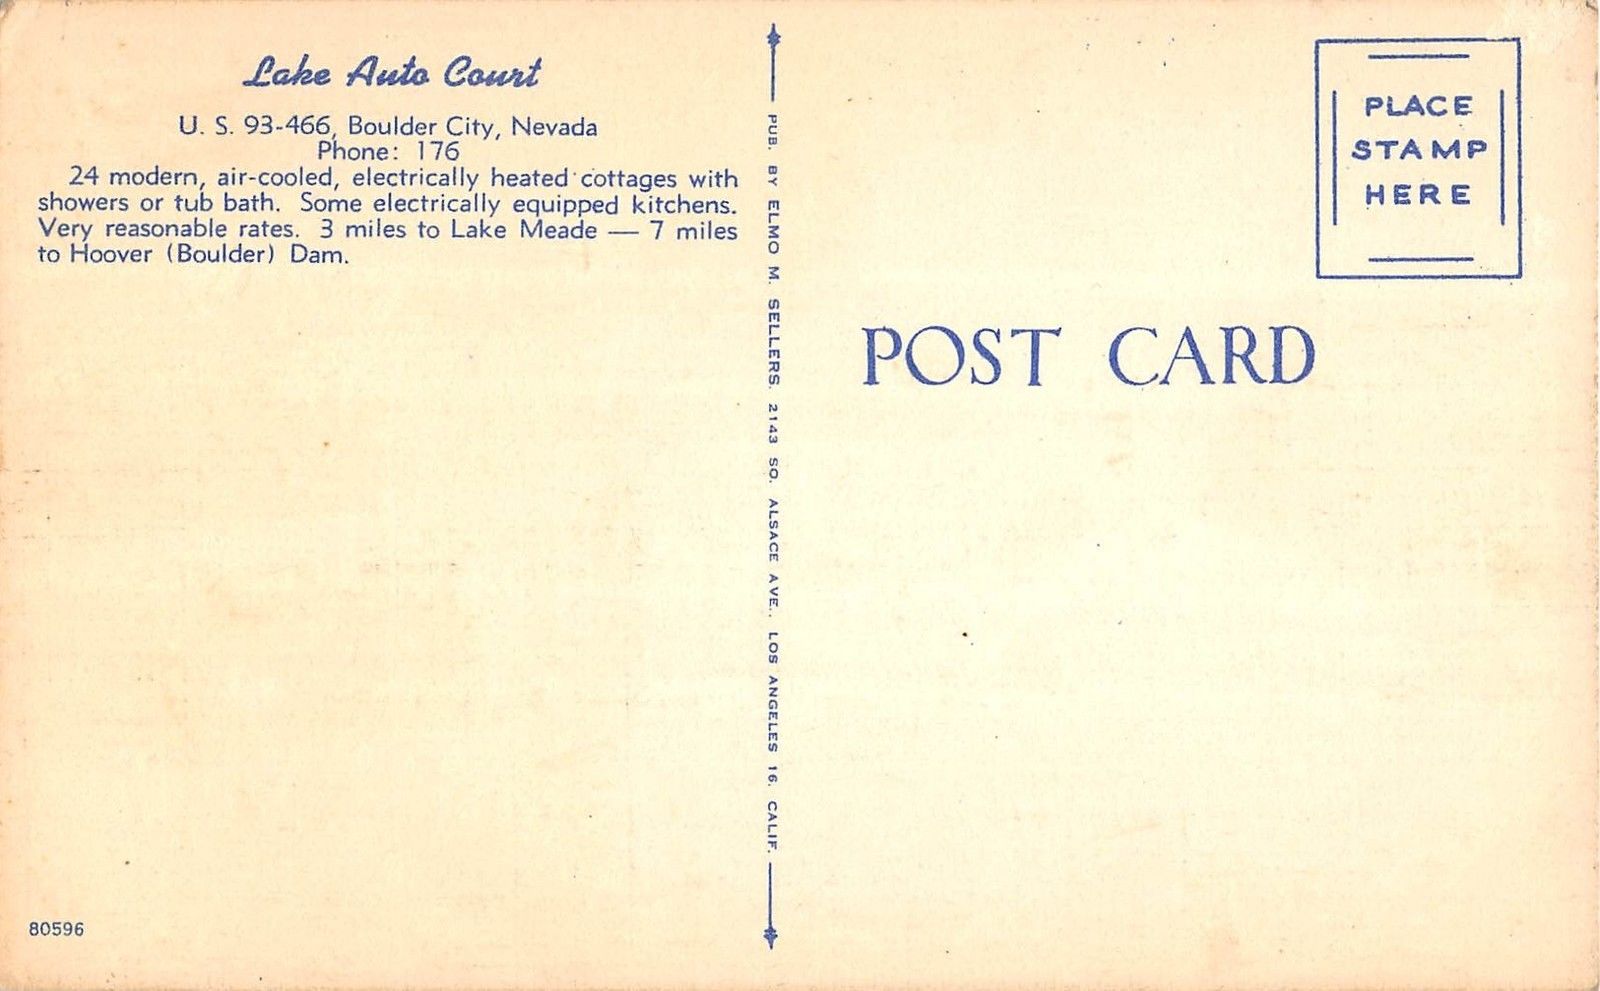 Lake Auto Court
U. S. 93-466, Boulder City, Nevada
Phone: 176
24 modern, air-cooled, electrically heated cottages with
showers or tub bath. Some electrically equipped kitchens.
Very reasonable rates. 3 miles to Lake Meade — 7 miles
to Hoover (Boulder) Dam.
80596
PUB. BY ELMO M. SELLERS. 2143 SO. ALSACE AVE., LOS ANGELES 16, CALIF.
PLACE
STAMP
HERE
POST CARD